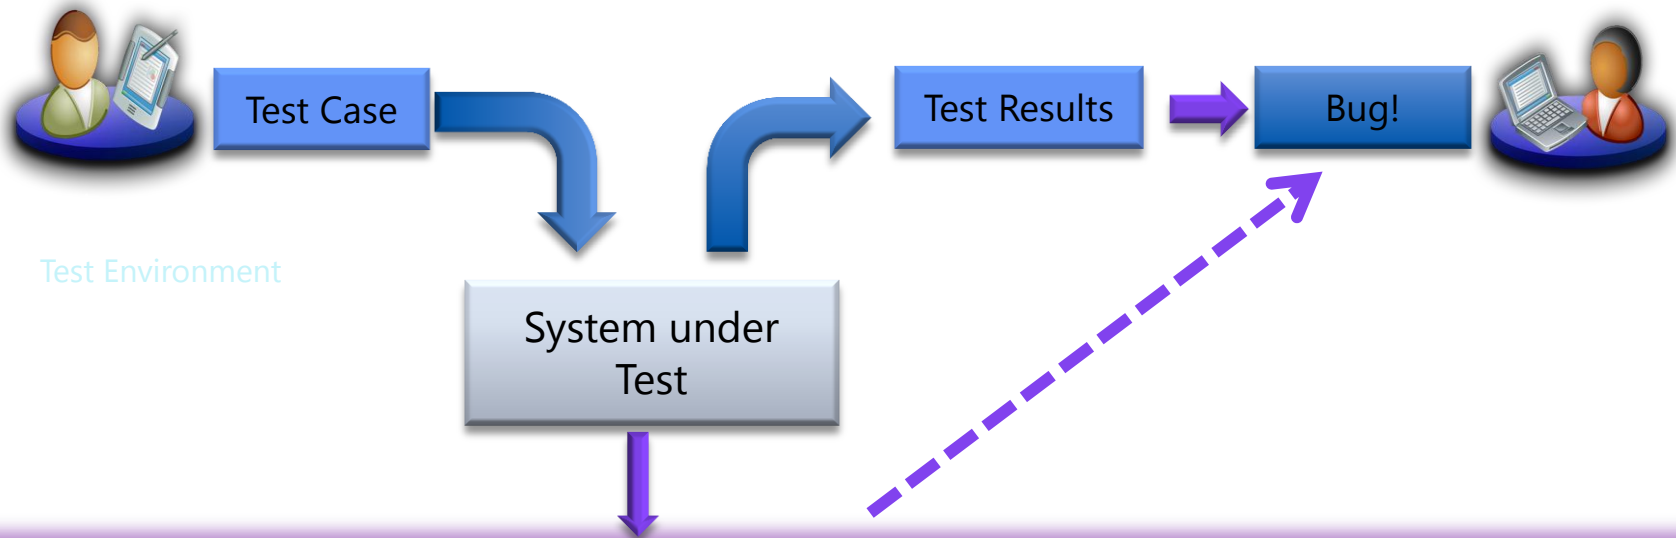 Test Case
Test Results
Bug!
Test Environment
System under
Test